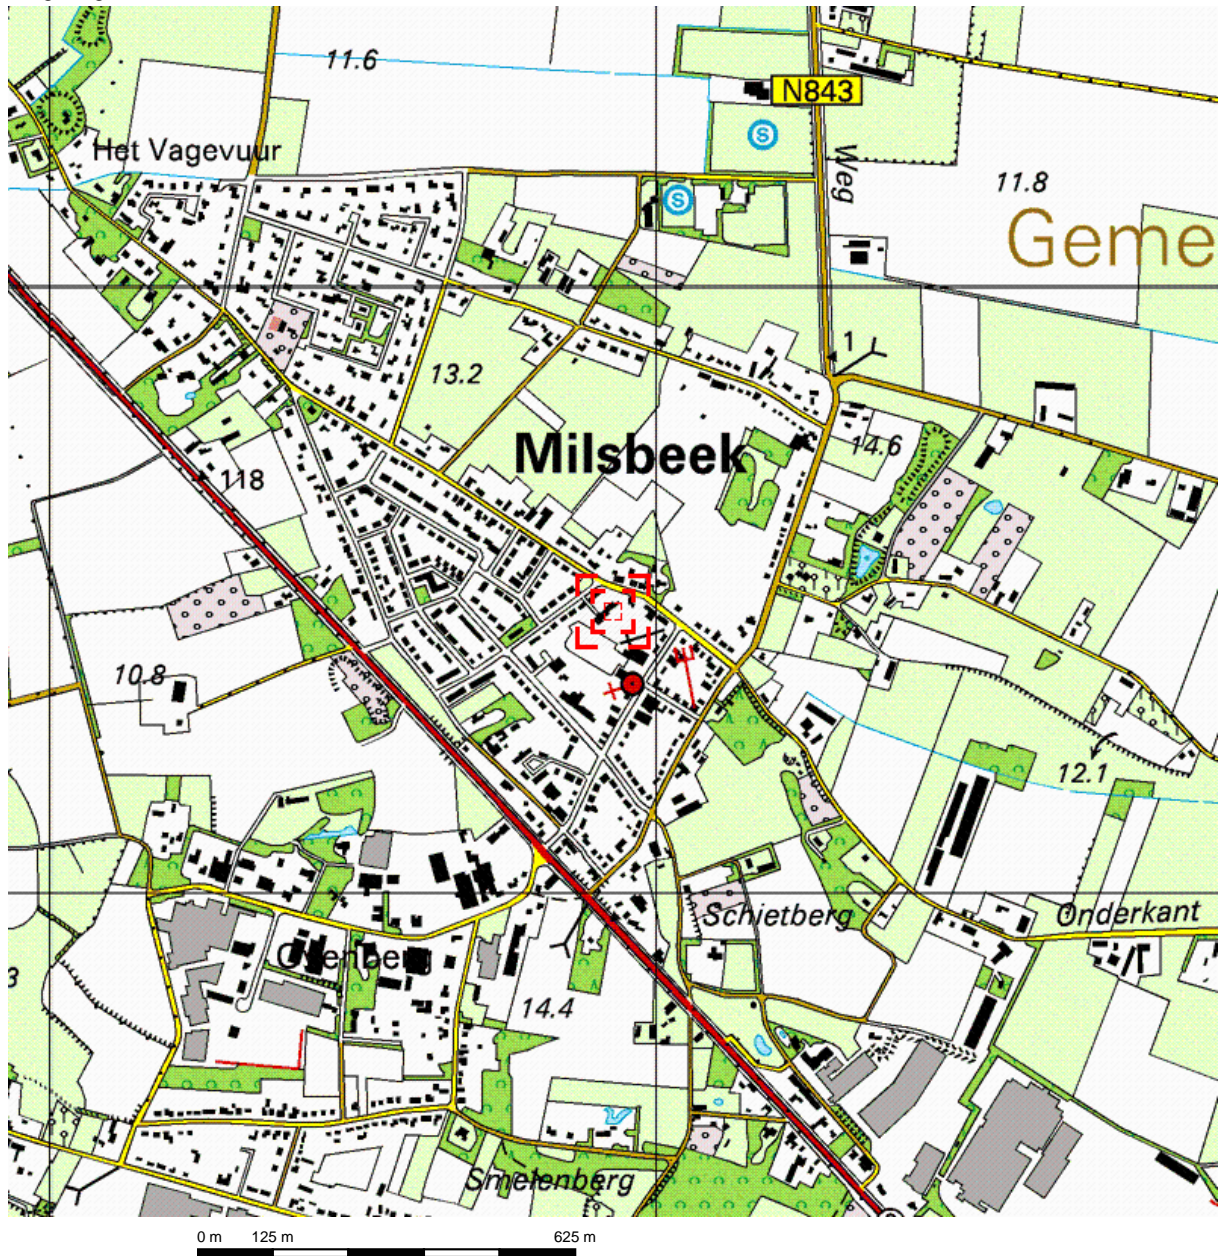 11.6
N843
Het Vagevuur
S
Weg
11.8
S
Geme
1
13.2
14.6
Milsbeek
118
10.8
12.1
Schietberg
Onderkant
3
14.4
Smelenberg
0 m 125 m 625 m